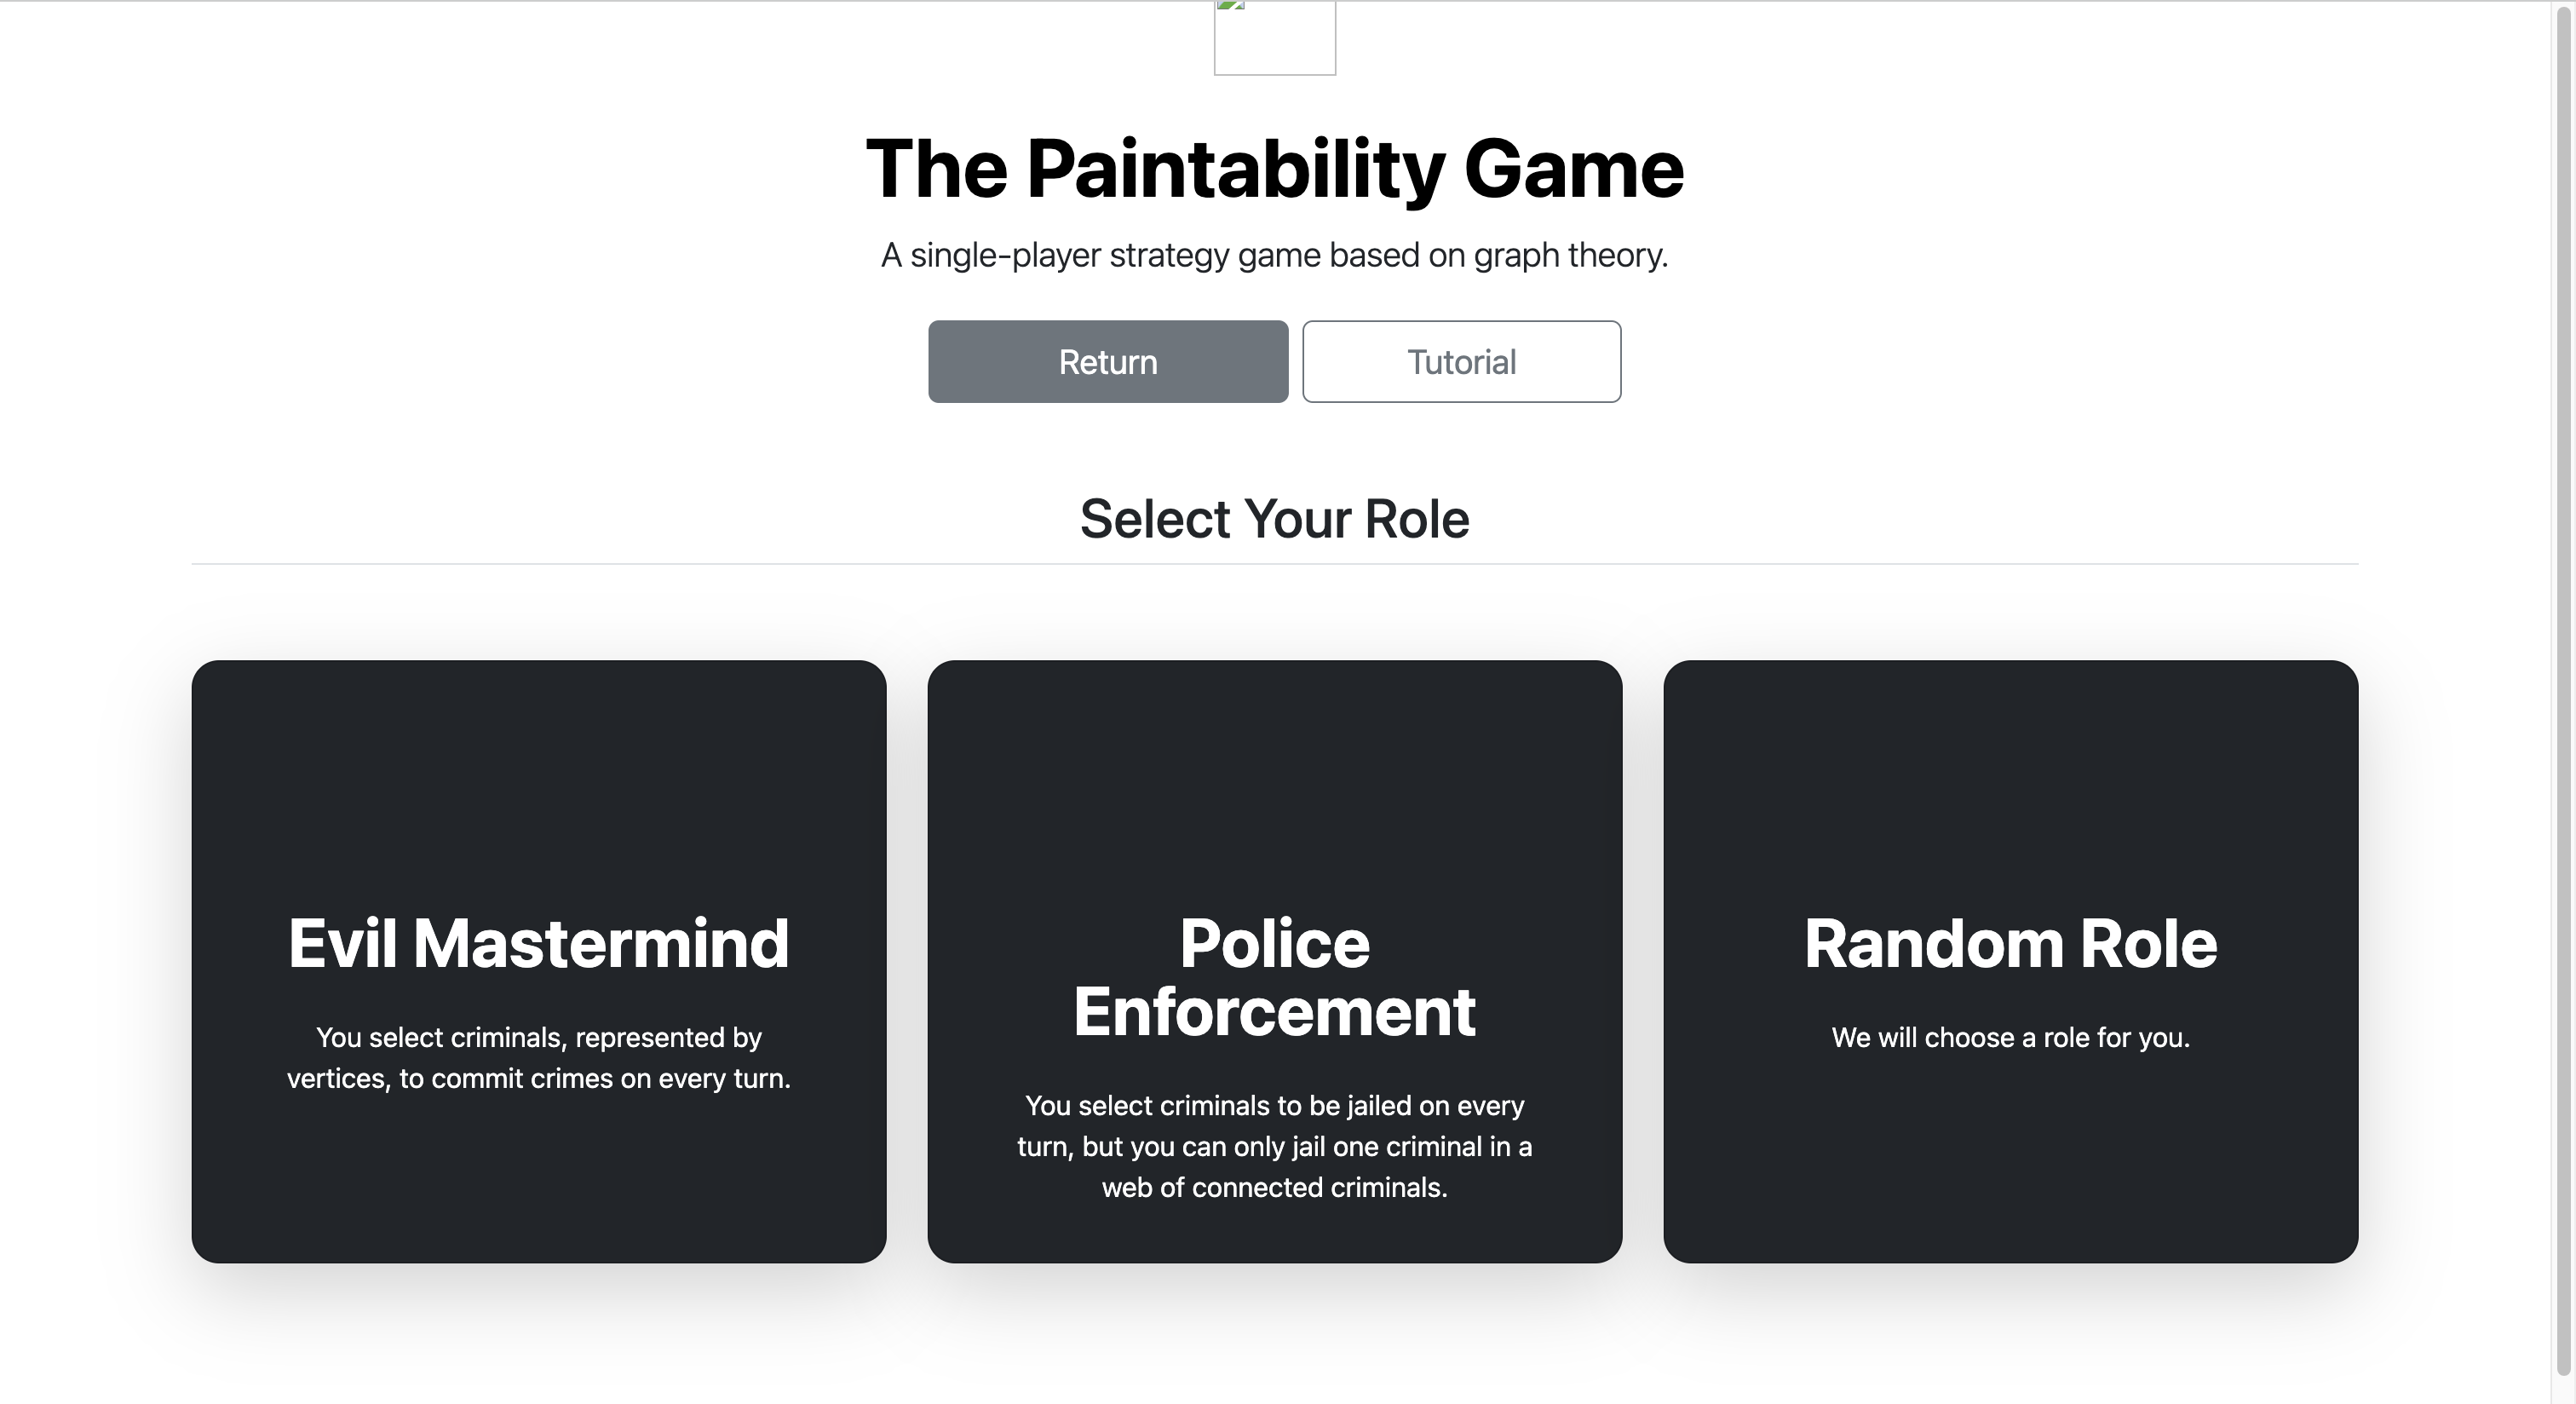 The Paintability Game
A single-player strategy game based on graph theory.
Return
Tutorial
Select Your Role
Evil Mastermind
You select criminals, represented by
vertices, to commit crimes on every turn.
Police
Enforcement
You select criminals to be jailed on every
turn, but you can only jail one criminal in a
web of connected criminals.
Random Role
We will choose a role for you.